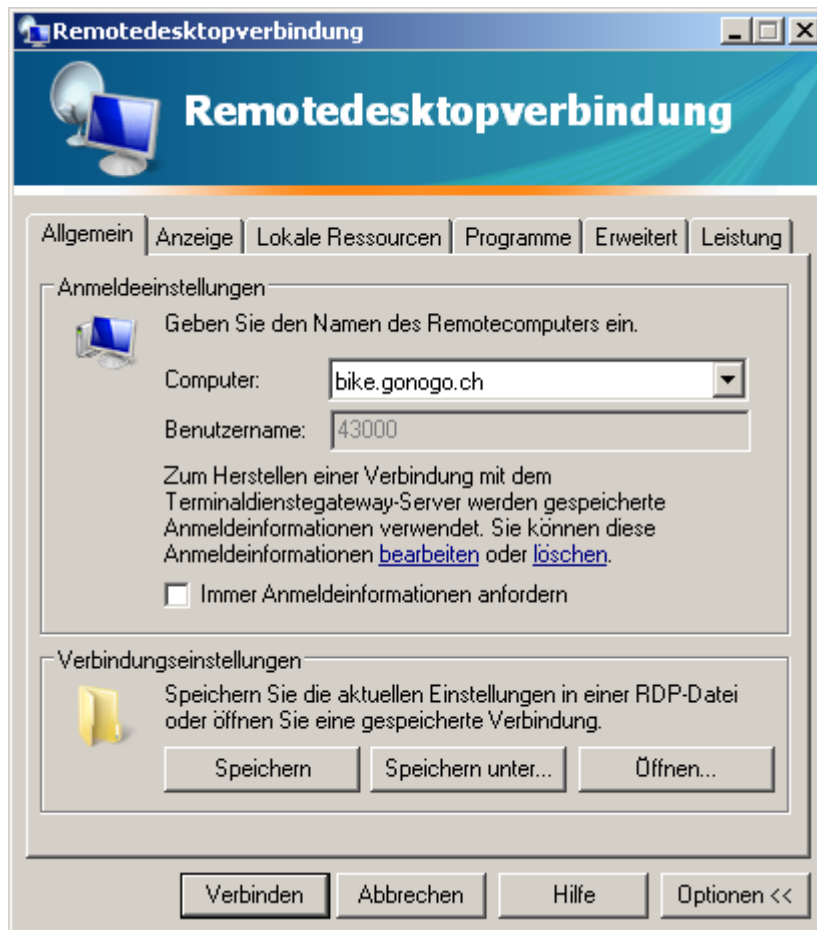 Remotedesktopverbindung
Remotedesktopverbindung
Allgemein Anzeige Lokale Ressourcen Programme Erweitert Leistung
Anmeldeeinstellungen
Geben Sie den Namen des Remotecomputers ein.
Computer: bike.gonogo.ch
Benutzername: 43000
Zum Herstellen einer Verbindung mit dem
Terminaldienstegateway-Server werden gespeicherte
Anmeldeinformationen verwendet. Sie können diese
Anmeldeinformationen bearbeiten oder löschen.
Immer Anmeldeinformationen anfordern
Verbindungseinstellungen
Speichern Sie die aktuellen Einstellungen in einer RDP-Datei
oder öffnen Sie eine gespeicherte Verbindung.
Speichern Speichern unter... Öffnen...
Verbinden Abbrechen Hilfe Optionen <<